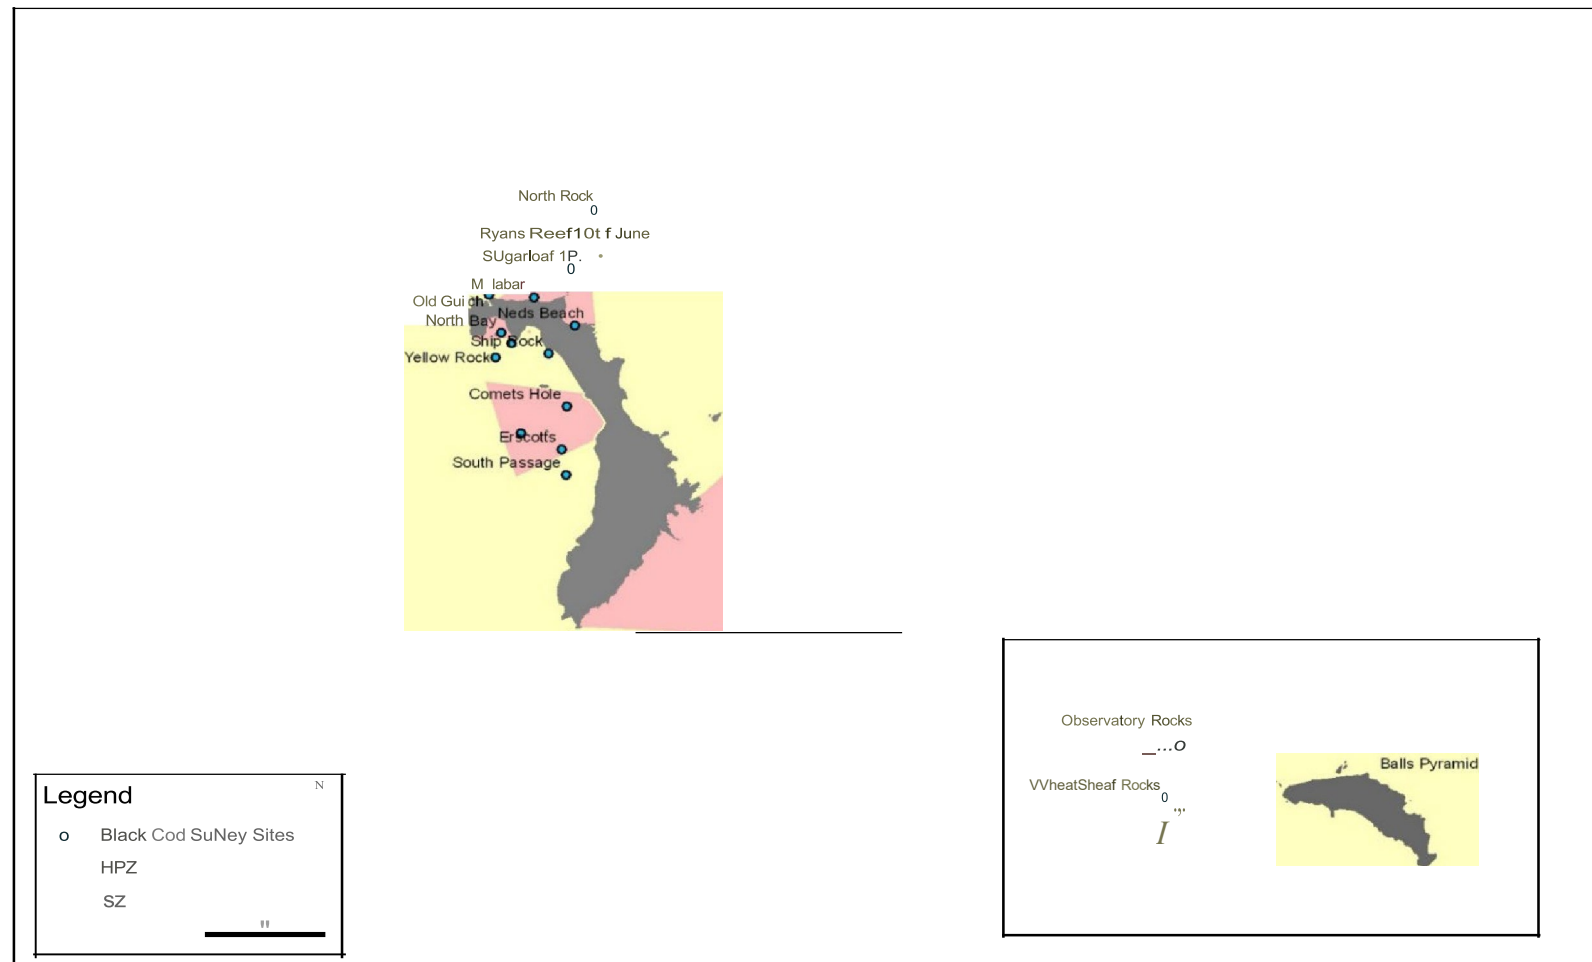 North Rock
0
Ryans Reef10t f June
SUgarloaf 1P.
0
M labar
Old Gui ch
Neds Beach
North Bay
Ship Rock
Yellow Rock
Comets Hole
Erscotts
South Passage
Observatory Rocks
_...o
Balls Pyramid
VVheatSheaf Rocks
0
"'"
I
Legend
N
o Black Cod SuNey Sites
HPZ
SZ
"